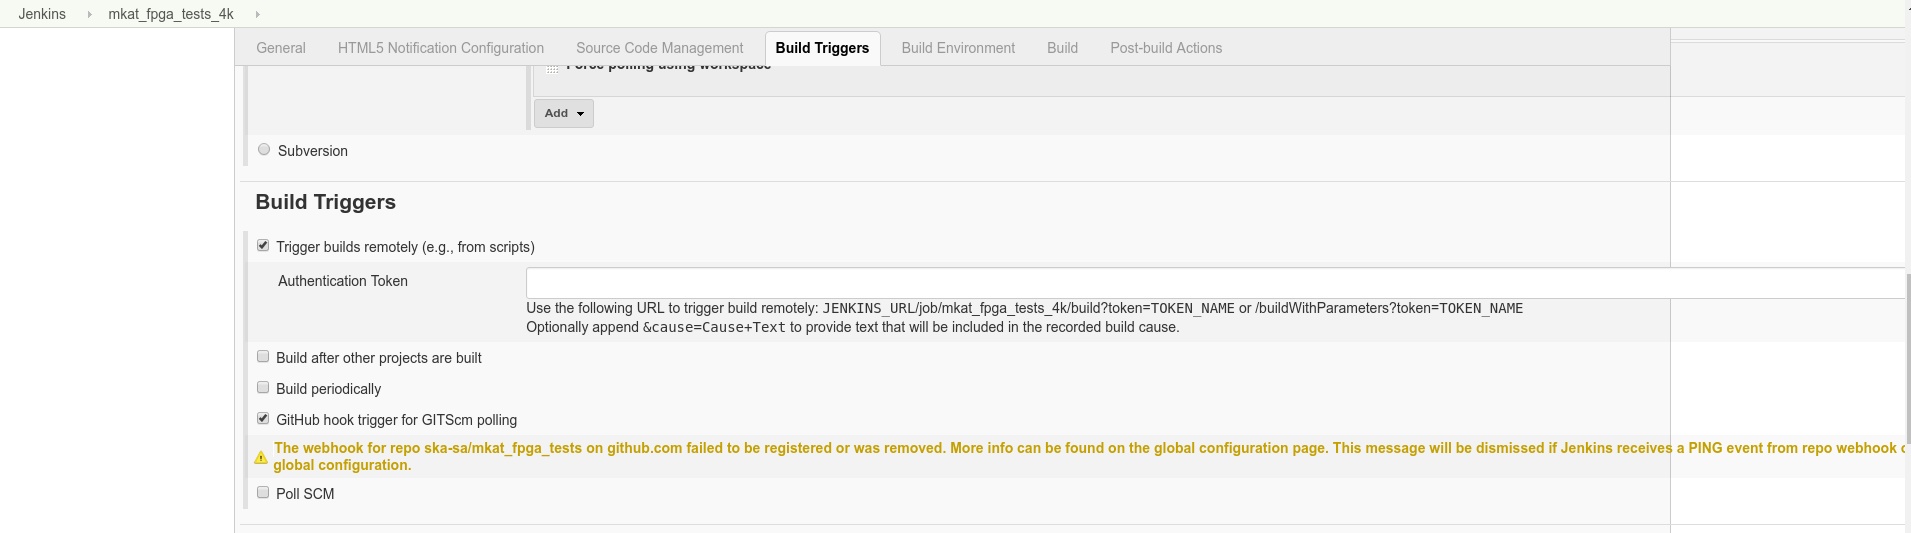 Jenkins mkat_fpga_tests_4k
General HTML5 Notification Configuration Source Code Management Build Triggers Build Environment Build Post-build Actions
Force polling using workspace
Add
Subversion
Build Triggers
Trigger builds remotely (e.g., from scripts)
Authentication Token
Use the following URL to trigger build remotely: JENKINS_URL/job/mkat_fpga_tests_4k/build?token=TOKEN_NAME or /buildWithParameters?token=TOKEN_NAME
Optionally append &cause=Cause+Text to provide text that will be included in the recorded build cause.
Build after other projects are built
Build periodically
GitHub hook trigger for GITScm polling
The webhook for repo ska-sa/mkat_fpga_tests on github.com failed to be registered or was removed. More info can be found on the global configuration page. This message will be dismissed if Jenkins receives a PING event from repo webhook
global configuration.
Poll SCM